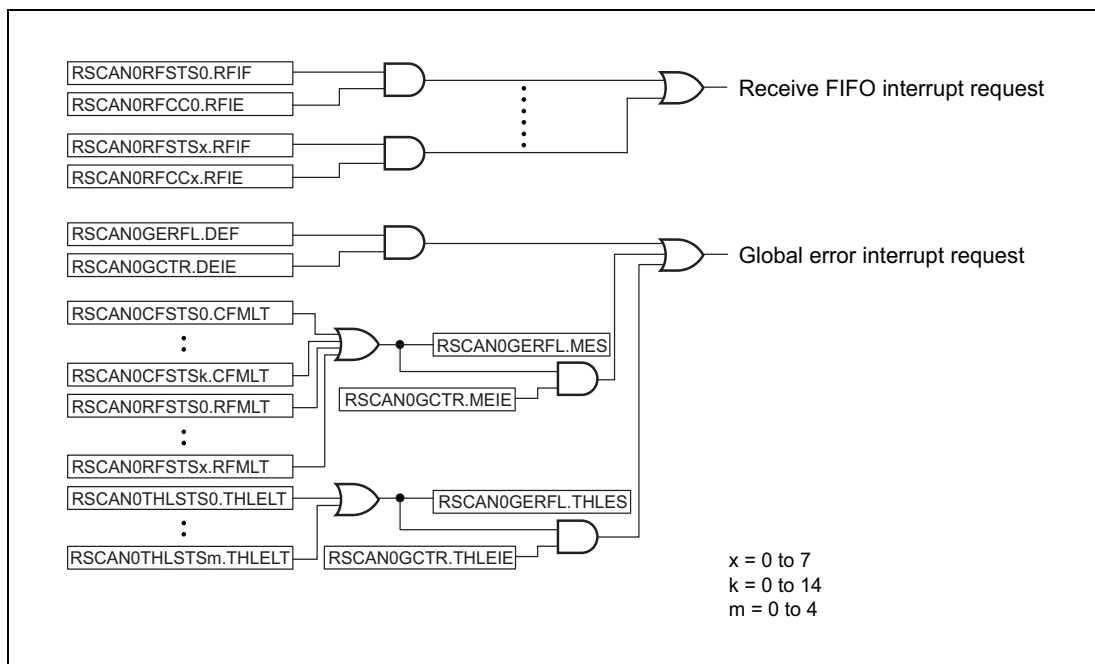 RSCAN0RFSTS0.RFIF
RSCAN0RFCC0.RFIE
Receive FIFO interrupt request
RSCAN0RFSTSx.RFIF
RSCAN0RFCCx.RFIE
RSCAN0GERFL.DEF
RSCAN0GCTR.DEIE
Global error interrupt request
RSCAN0CFSTS0.CFMLT
RSCAN0GERFL.MES
RSCAN0CFSTSk.CFMLT
RSCAN0RFSTS0.RFMLT
RSCAN0GCTR.MEIE
RSCAN0RFSTSx.RFMLT
RSCAN0THLSTS0.THLELT
RSCAN0GERFL.THLES
RSCAN0THLSTSm.THLELT
RSCAN0GCTR.THLEIE
x = 0 to 7
k = 0 to 14
m = 0 to 4